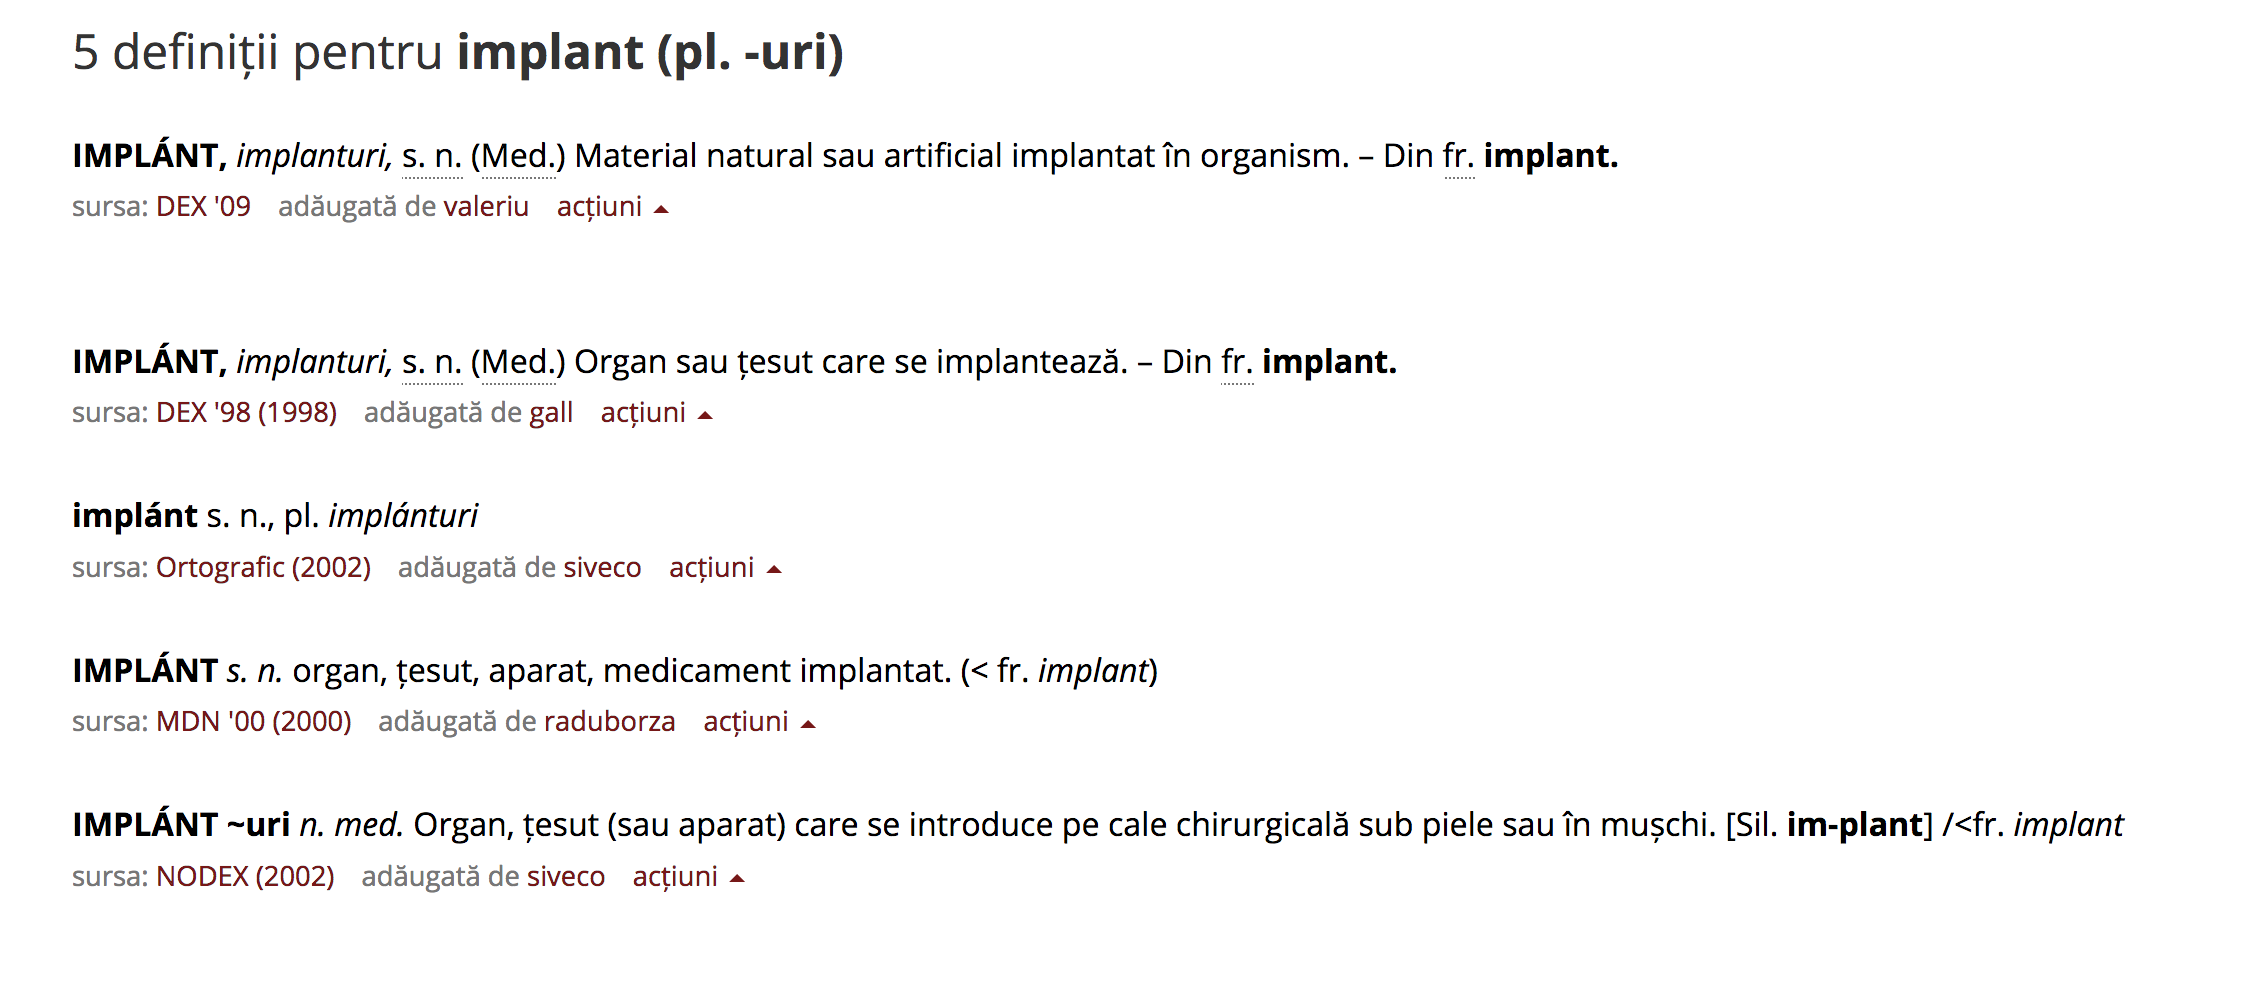 5 definiții pentru implant (pl. -uri)
IMPLÁNT, implanturi, s. n. (Med.) Material natural sau artificial implantat în organism. – Din fr. implant.
sursa: DEX '09 adăugată de valeriu acțiuni
IMPLÁNT, implanturi, s. n. (Med.) Organ sau țesut care se implantează. – Din fr. implant.
sursa: DEX '98 (1998) adăugată de gall acțiuni
implánt s. n., pl. implánturi
sursa: Ortografic (2002) adăugată de siveco acțiuni
IMPLÁNT s. n. organ, țesut, aparat, medicament implantat. (< fr. implant)
sursa: MDN '00 (2000) adăugată de raduborza acțiuni
IMPLÁNT ~uri n. med. Organ, țesut (sau aparat) care se introduce pe cale chirurgicală sub piele sau în mușchi. [Sil. im-plant] /<fr. implant
sursa: NODEX (2002) adăugată de siveco acțiuni